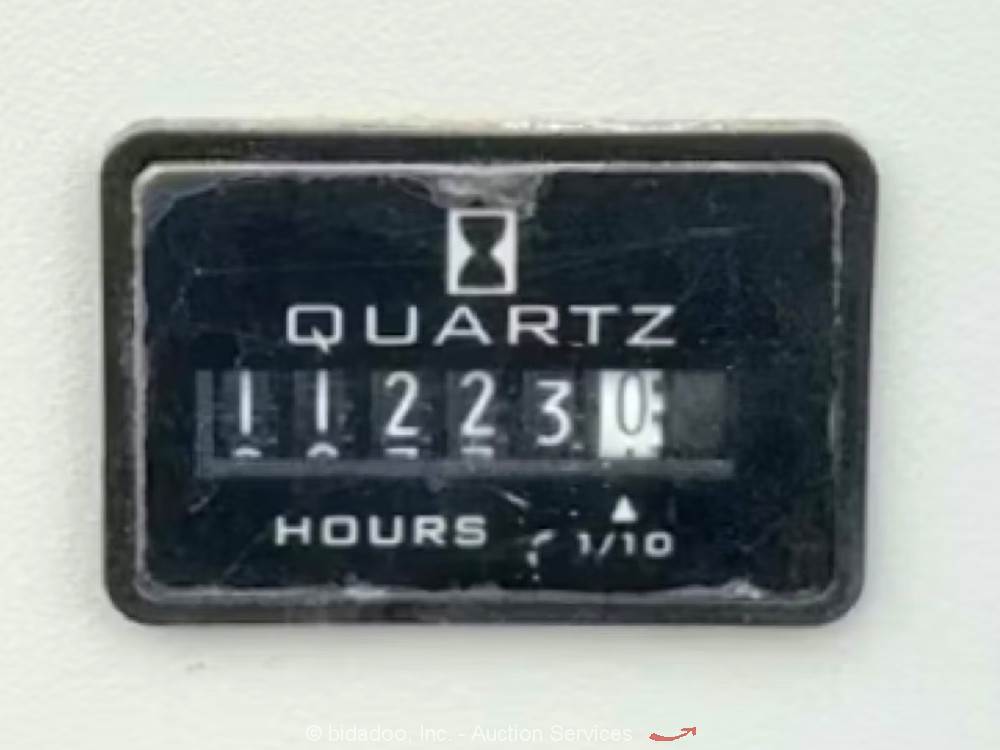 QUARTZ
112230
HOURS 1/10
© bidadoo, Inc. - Auction Services